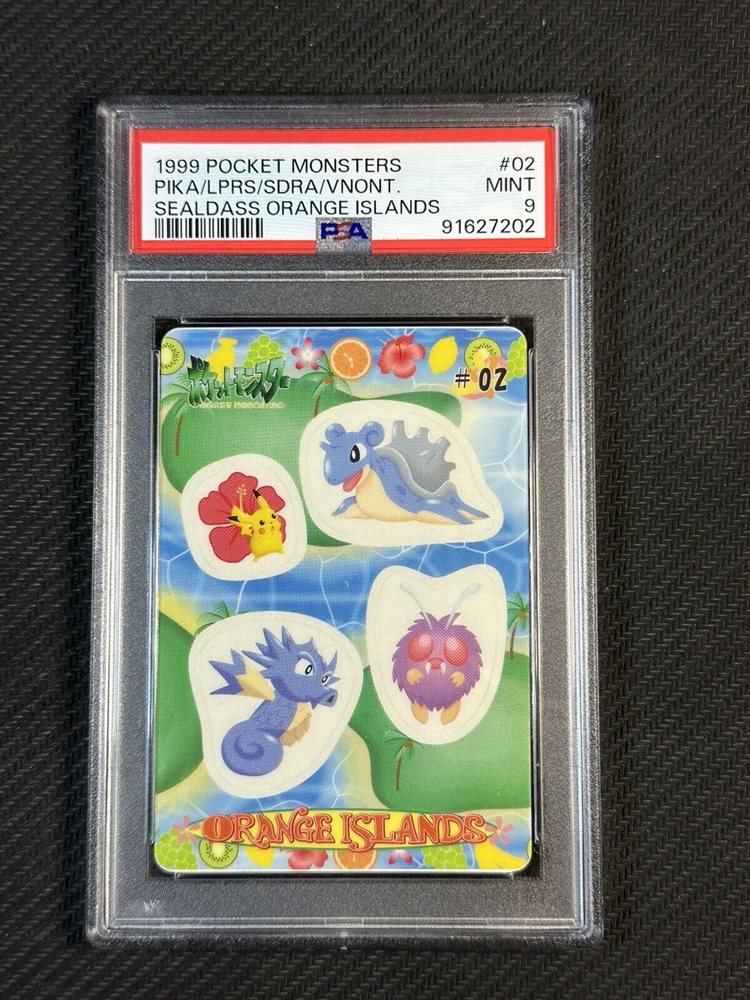 1999 POCKET MONSTERS #02
PIKA/LPRS/SDRA/VNONT. MINT
SEALDASS ORANGE ISLANDS 9
PSA 91627202
ポケットモンスター
# 02
ORANGE ISLANDS